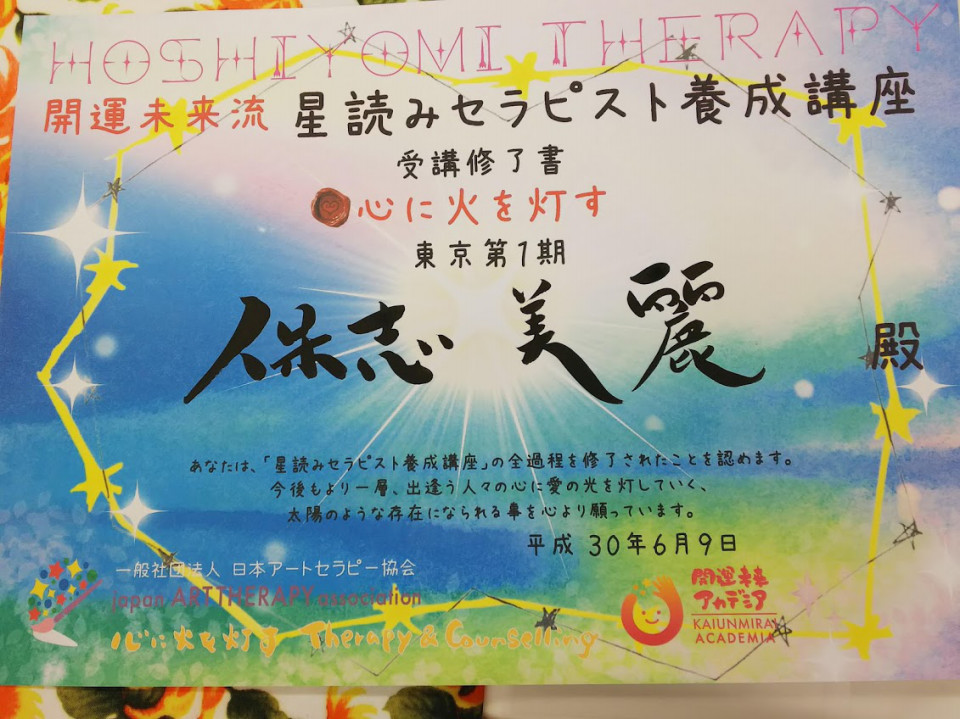 HOSHIYOMI THERAPY
開運未来流 星読みセラピスト養成講座
受講修了書
心に火を灯す
東京第1期
保志 美麗 殿
あなたは、「星読みセラピスト養成講座」の全過程を修了されたことを認めます。
今後もより一層、出逢う人々の心に愛の光を灯していく、
太陽のような存在になられる事を心より願っています。
平成 30年6月9日
一般社団法人 日本アートセラピー協会
japan ARTTHERAPY association
心に火を灯す Therapy & Counselling
開運未来
アカデミア
KAIUNMIRAI
ACADEMIA